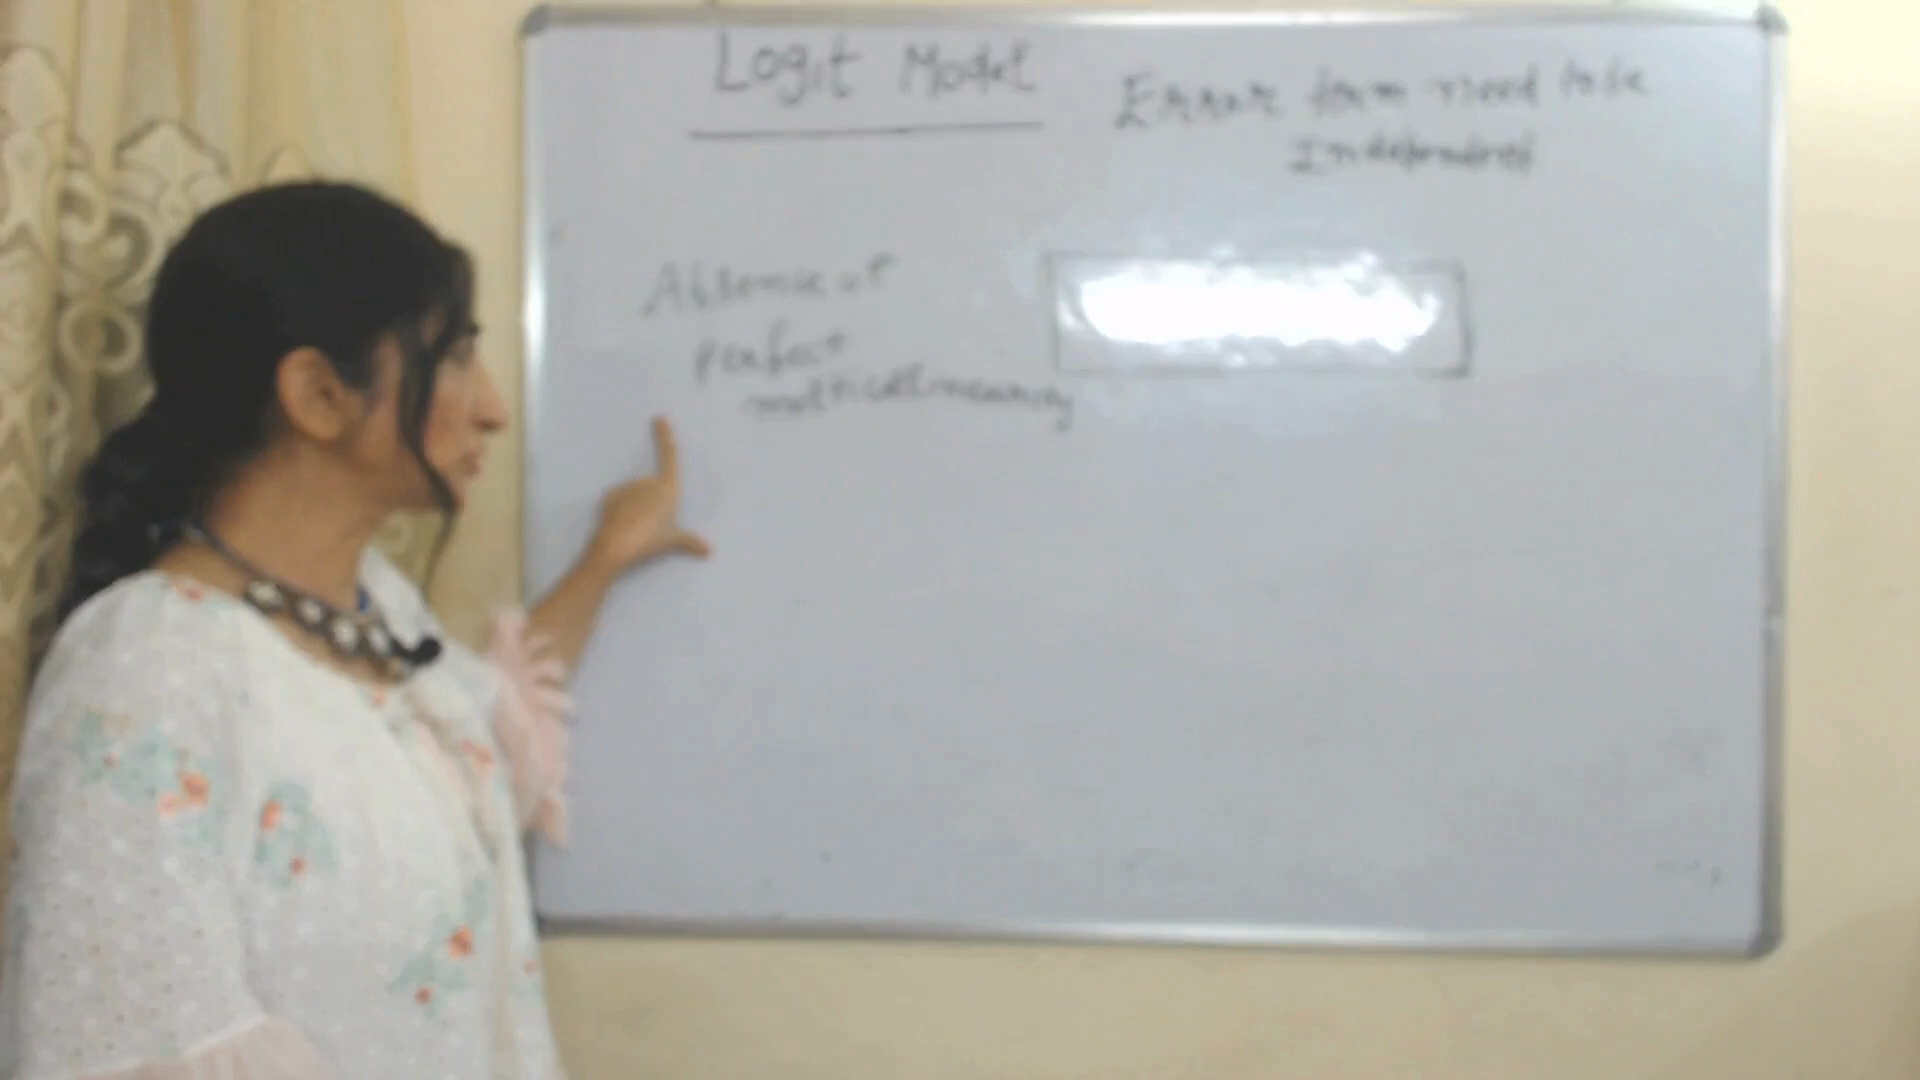 Logit Model
Error term need to be
Independent
Absence of
perfect
multicollinearity